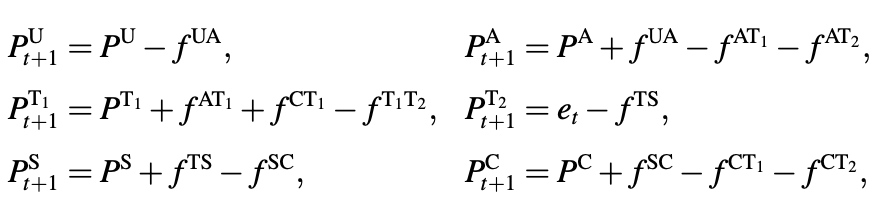 P^U_{t+1} = P^U − f^{UA}, P^A_{t+1} = P^A + f^{UA} − f^{AT_1} − f^{AT_2},
P^{T_1}_{t+1} = P^{T_1} + f^{AT_1} + f^{CT_1} − f^{T_1T_2}, P^{T_2}_{t+1} = e_t − f^{TS},
P^S_{t+1} = P^S + f^{TS} − f^{SC}, P^C_{t+1} = P^C + f^{SC} − f^{CT_1} − f^{CT_2},